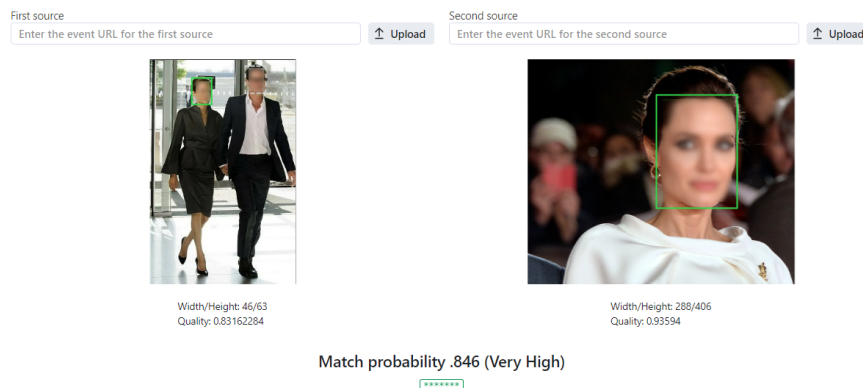 First source
Enter the event URL for the first source
Upload
Second source
Enter the event URL for the second source
Upload
Width/Height: 46/63
Quality: 0.83162284
Width/Height: 288/406
Quality: 0.93594
Match probability .846 (Very High)
*******